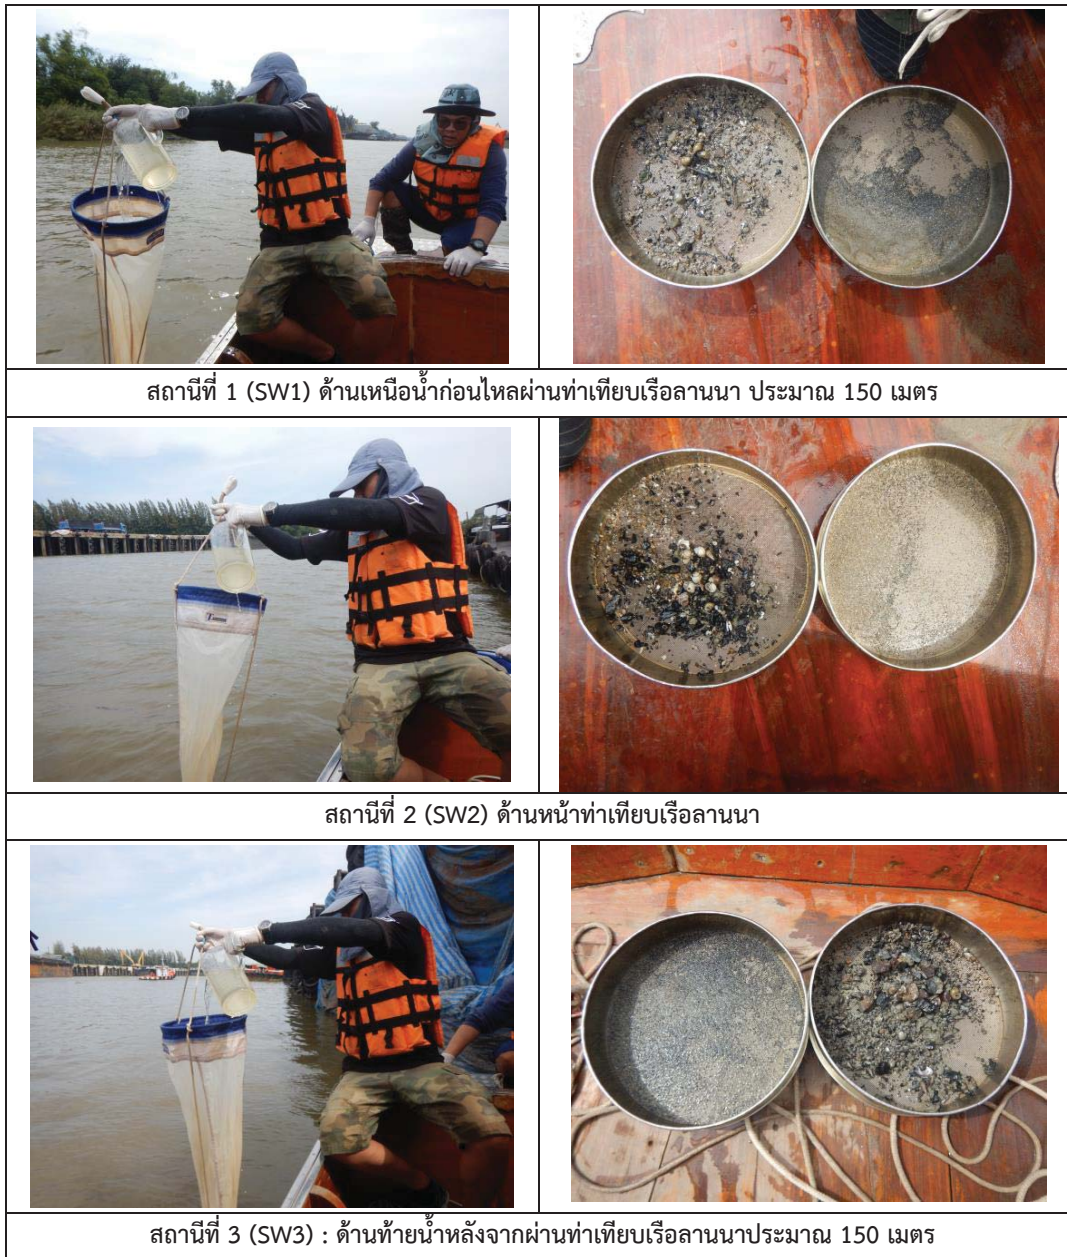 สถานีที่ 1 (SW1) ด้านเหนือน้ำก่อนไหลผ่านท่าเทียบเรือลานนา ประมาณ 150 เมตร
สถานีที่ 2 (SW2) ด้านหน้าท่าเทียบเรือลานนา
สถานีที่ 3 (SW3) : ด้านท้ายน้ำหลังจากผ่านท่าเทียบเรือลานนาประมาณ 150 เมตร